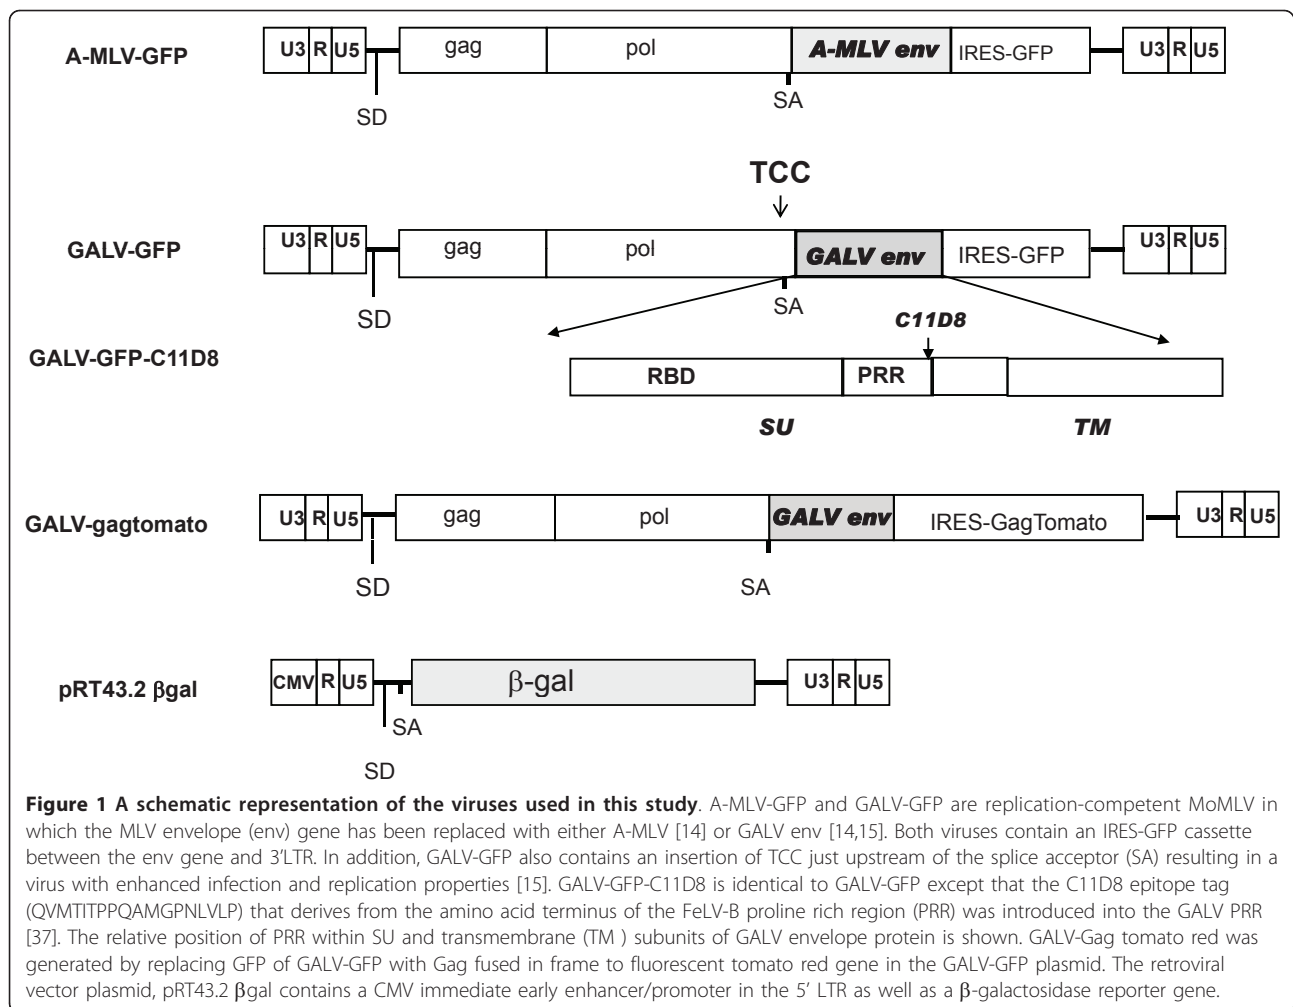 A-MLV-GFP
U3 R U5 gag pol A-MLV env IRES-GFP U3 R U5
SD
SA
TCC
GALV-GFP
U3 R U5 gag pol GALV env IRES-GFP U3 R U5
SD
SA
C11D8
GALV-GFP-C11D8
RBD PRR
SU TM
GALV-gagtomato
U3 R U5 gag pol GALV env IRES-GagTomato U3 R U5
SD
SA
pRT43.2 βgal
CMV R U5 β-gal U3 R U5
SA
SD
Figure 1 A schematic representation of the viruses used in this study. A-MLV-GFP and GALV-GFP are replication-competent MoMLV in
which the MLV envelope (env) gene has been replaced with either A-MLV [14] or GALV env [14,15]. Both viruses contain an IRES-GFP cassette
between the env gene and 3'LTR. In addition, GALV-GFP also contains an insertion of TCC just upstream of the splice acceptor (SA) resulting in a
virus with enhanced infection and replication properties [15]. GALV-GFP-C11D8 is identical to GALV-GFP except that the C11D8 epitope tag
(QVMTITPPQAMGPNLVLP) that derives from the amino acid terminus of the FeLV-B proline rich region (PRR) was introduced into the GALV PRR
[37]. The relative position of PRR within SU and transmembrane (TM ) subunits of GALV envelope protein is shown. GALV-Gag tomato red was
generated by replacing GFP of GALV-GFP with Gag fused in frame to fluorescent tomato red gene in the GALV-GFP plasmid. The retroviral
vector plasmid, pRT43.2 βgal contains a CMV immediate early enhancer/promoter in the 5' LTR as well as a β-galactosidase reporter gene.